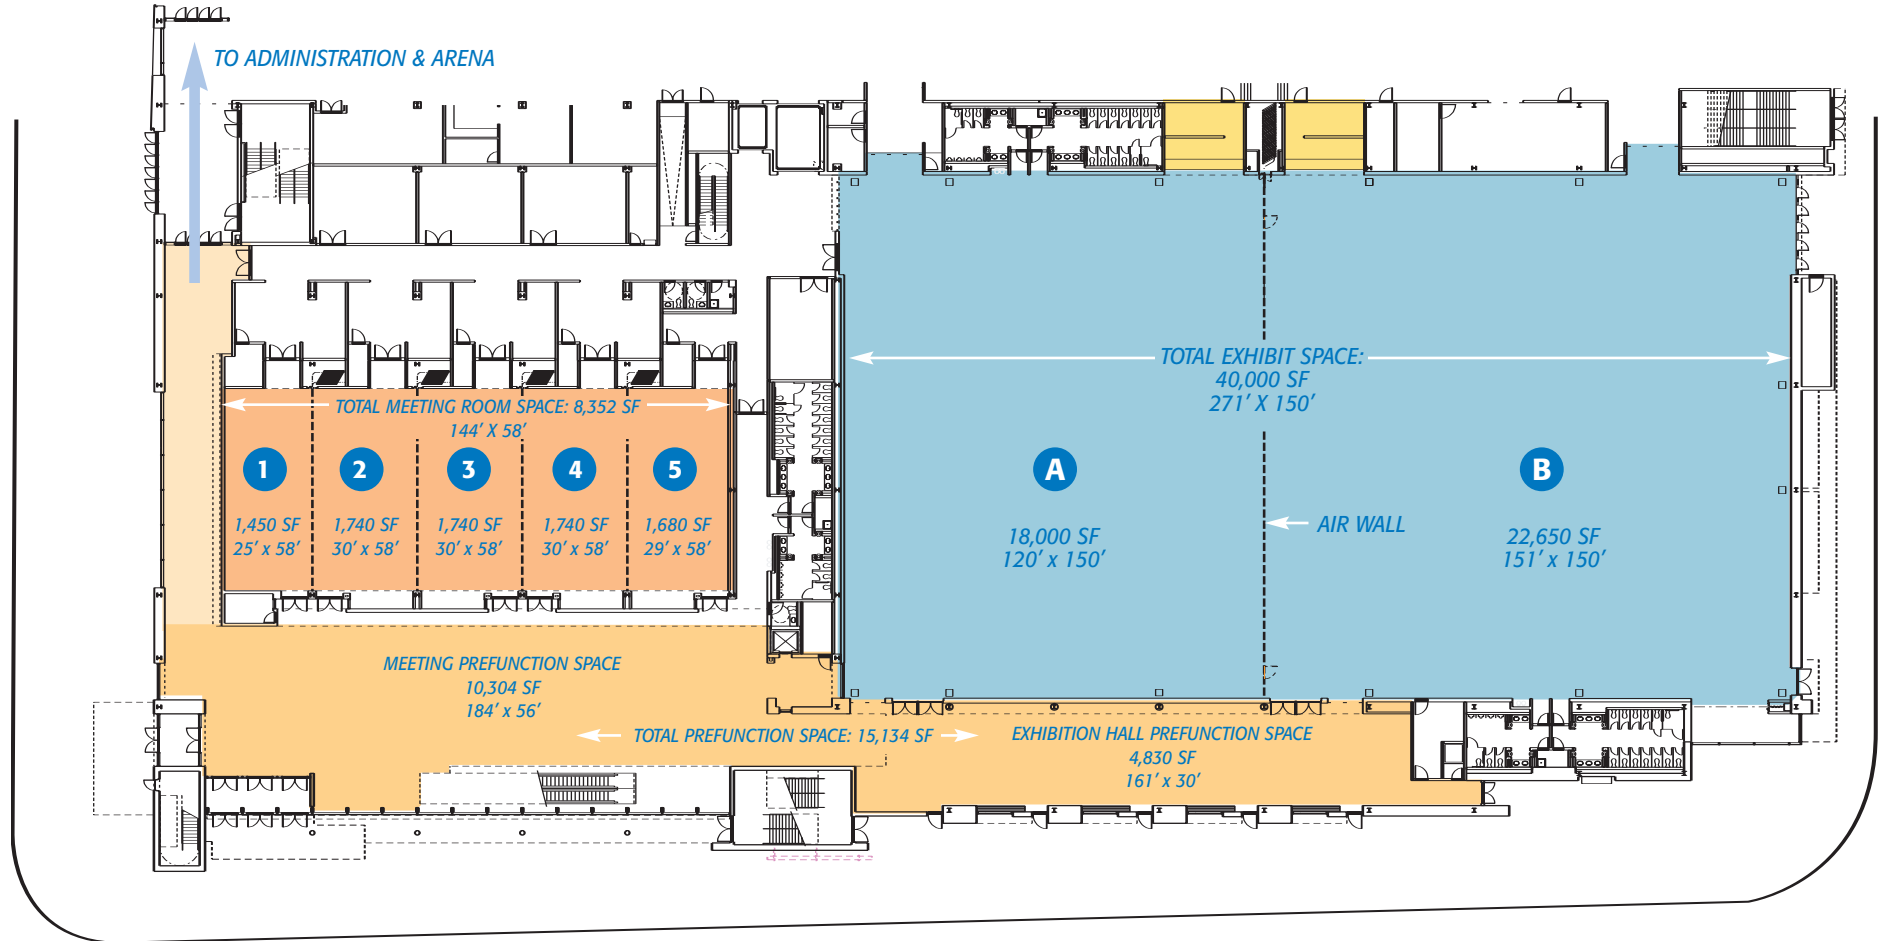 TO ADMINISTRATION & ARENA
TOTAL EXHIBIT SPACE:
40,000 SF
271' X 150'
TOTAL MEETING ROOM SPACE: 8,352 SF
144' X 58'
1
2
3
4
5
A
B
1,450 SF
25' x 58'
1,740 SF
30' x 58'
1,740 SF
30' x 58'
1,740 SF
30' x 58'
1,680 SF
29' x 58'
18,000 SF
120' x 150'
AIR WALL
22,650 SF
151' x 150'
MEETING PREFUNCTION SPACE
10,304 SF
184' x 56'
TOTAL PREFUNCTION SPACE: 15,134 SF
EXHIBITION HALL PREFUNCTION SPACE
4,830 SF
161' x 30'